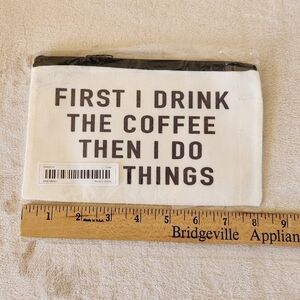 FIRST I DRINK
THE COFFEE
THEN I DO
THINGS
1 2 3 4 5 6 7 8 9
Bridgeville Applian